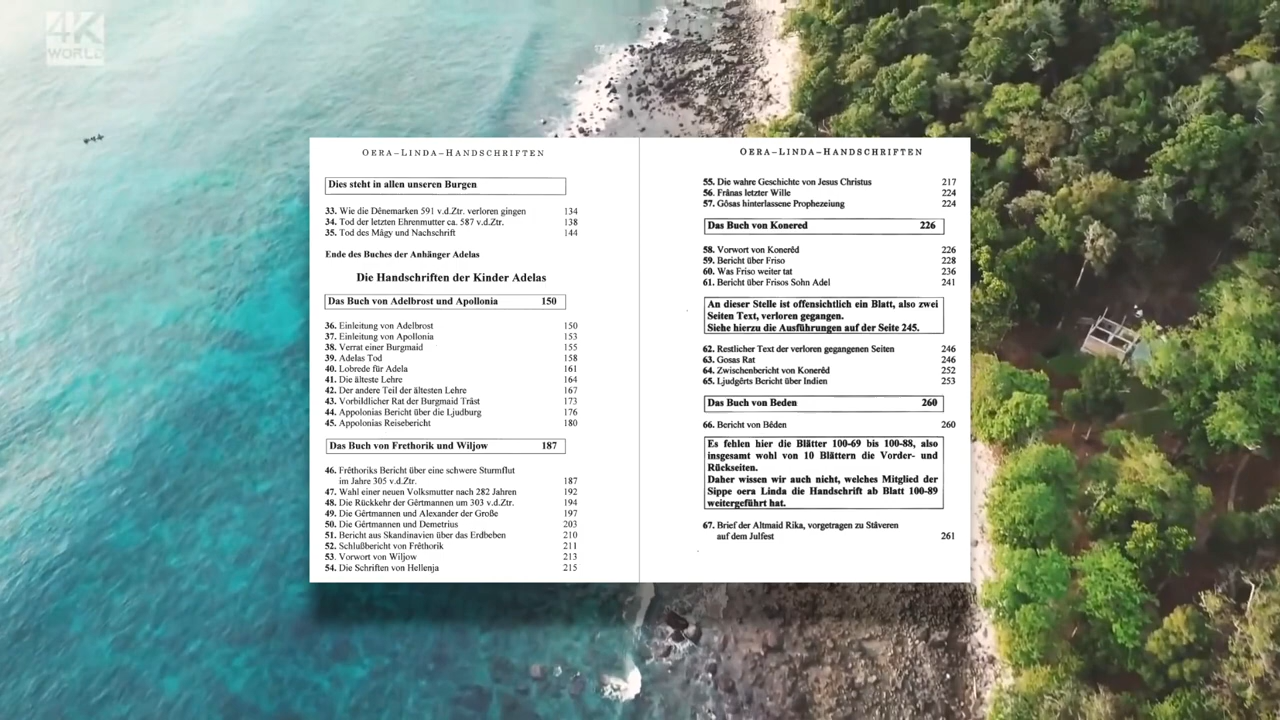 4K
WORLD
OERA–LINDA–HANDSCHRIFTEN
Dies steht in allen unseren Burgen
33. Wie die Dênemarken 591 v.d.Ztr. verloren gingen 134
34. Tod der letzten Ehrenmutter ca. 587 v.d.Ztr. 138
35. Tod des Mâgy und Nachschrift 144
Ende des Buches der Anhänger Adelas
Die Handschriften der Kinder Adelas
Das Buch von Adelbrost und Apollonia 150
36. Einleitung von Adelbrost 150
37. Einleitung von Apollonia 153
38. Verrat einer Burgmaid 155
39. Adelas Tod 158
40. Lobrede für Adela 161
41. Die älteste Lehre 164
42. Der andere Teil der ältesten Lehre 167
43. Vorbildlicher Rat der Burgmaid Trâst 173
44. Appolonias Bericht über die Ljudburg 176
45. Appolonias Reisebericht 180
Das Buch von Frethorik und Wiljow 187
46. Frêthoriks Bericht über eine schwere Sturmflut
im Jahre 305 v.d.Ztr. 187
47. Wahl einer neuen Volksmutter nach 282 Jahren 192
48. Die Rückkehr der Gêrtmannen um 303 v.d.Ztr. 194
49. Die Gêrtmannen und Alexander der Große 197
50. Die Gêrtmannen und Demetrius 203
51. Bericht aus Skandinavien über das Erdbeben 210
52. Schlußbericht von Frêthorik 211
53. Vorwort von Wiljow 213
54. Die Schriften von Hellenja 215
OERA–LINDA–HANDSCHRIFTEN
55. Die wahre Geschichte von Jesus Christus 217
56. Frânas letzter Wille 224
57. Gôsas hinterlassene Prophezeiung 224
Das Buch von Konered 226
58. Vorwort von Konerêd 226
59. Bericht über Friso 228
60. Was Friso weiter tat 236
61. Bericht über Frisos Sohn Adel 241
An dieser Stelle ist offensichtlich ein Blatt, also zwei
Seiten Text, verloren gegangen.
Siehe hierzu die Ausführungen auf der Seite 245.
62. Restlicher Text der verloren gegangenen Seiten 246
63. Gosas Rat 246
64. Zwischenbericht von Konerêd 252
65. Ljudgêrts Bericht über Indien 253
Das Buch von Beden 260
66. Bericht von Bêden 260
Es fehlen hier die Blätter 100-69 bis 100-88, also
insgesamt wohl von 10 Blättern die Vorder- und
Rückseiten.
Daher wissen wir auch nicht, welches Mitglied der
Sippe oera Linda die Handschrift ab Blatt 100-89
weitergeführt hat.
67. Brief der Altmaid Rika, vorgetragen zu Stâveren
auf dem Julfest 261